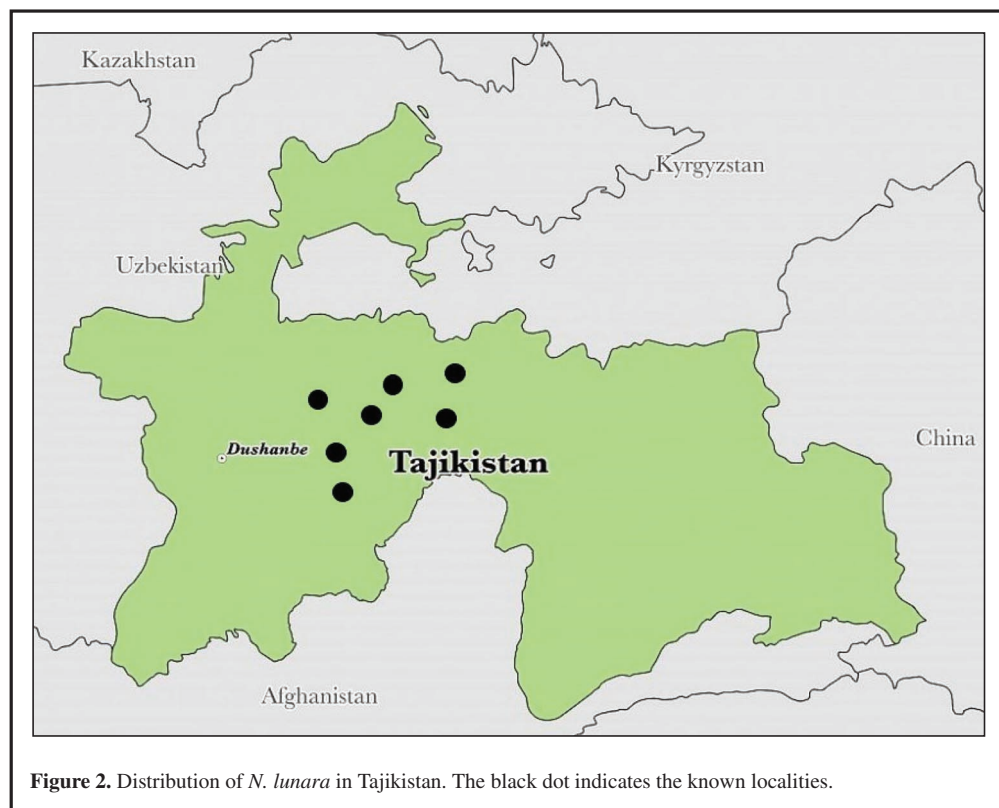 Kazakhstan
Kyrgyzstan
Uzbekistan
Dushanbe
Tajikistan
China
Afghanistan
Figure 2. Distribution of N. lunara in Tajikistan. The black dot indicates the known localities.